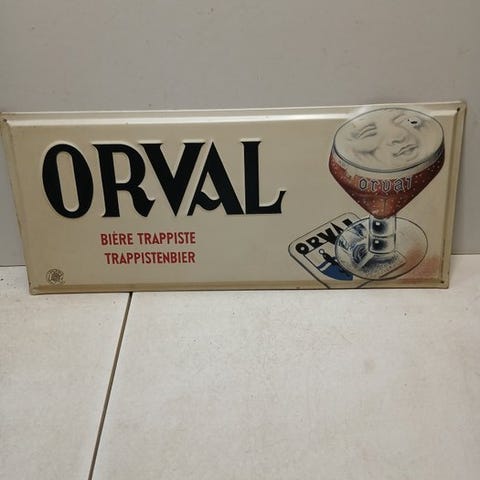 ORVAL
BIÈRE TRAPPISTE
TRAPPISTENBIER
orval
ORVAL